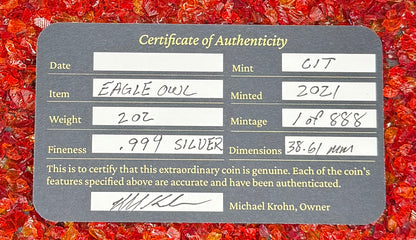 Certificate of Authenticity
Date Mint CIT
Item EAGLE OWL Minted 2021
Weight 2 oz Mintage 1 of 888
Fineness .999 SILVER Dimensions 38.61 mm
This is to certify that this extraordinary coin is genuine. Each of the coin's
features specified above are accurate and have been authenticated.
Michael Krohn, Owner